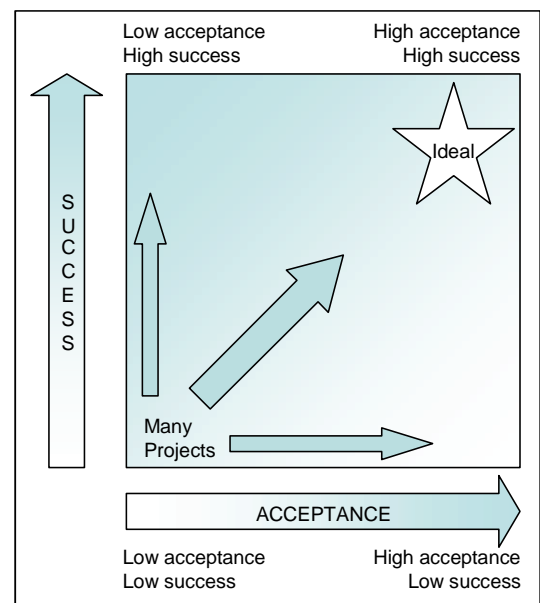 Low acceptance
High success
High acceptance
High success
Ideal
SUCCESS
Many
Projects
ACCEPTANCE
Low acceptance
Low success
High acceptance
Low success